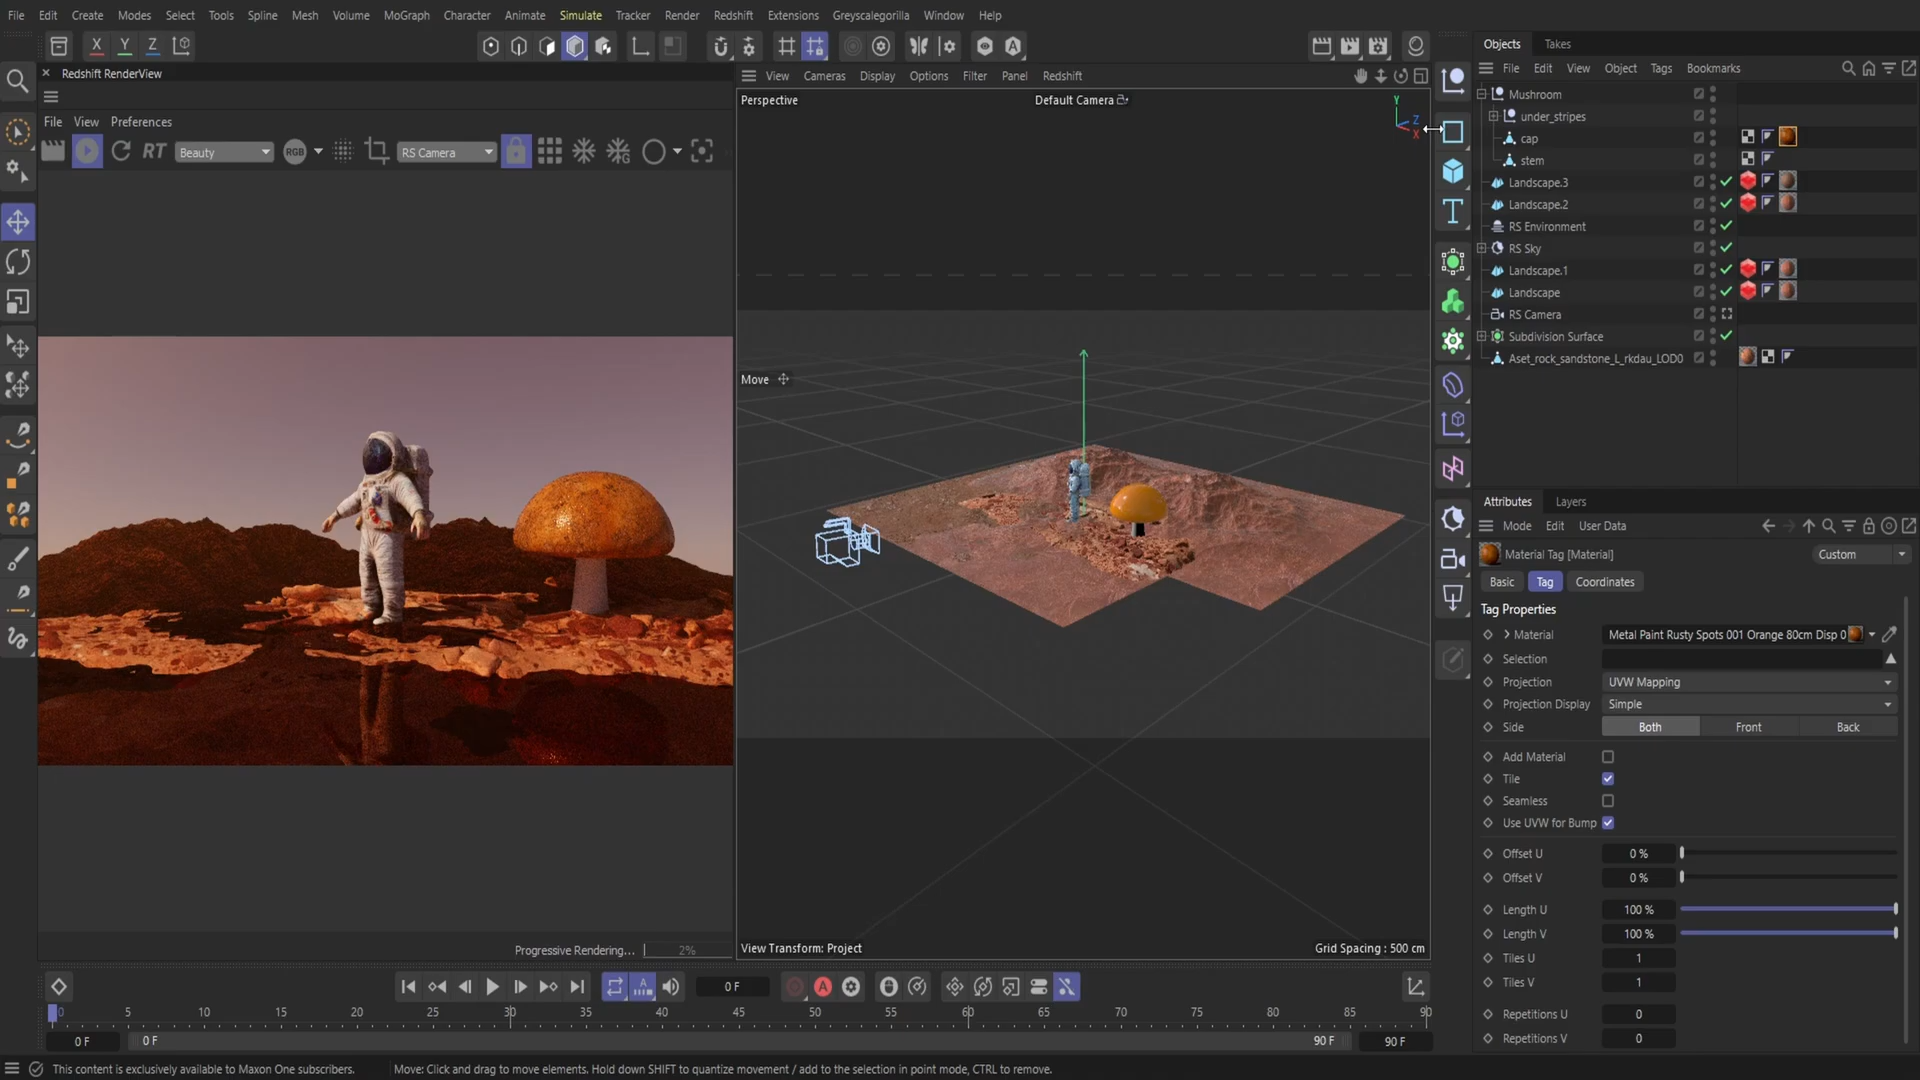 File Edit Create Modes Select Tools Spline Mesh Volume MoGraph Character Animate Simulate Tracker Render Redshift Extensions Greyscalegorilla Window Help
X Y Z
Redshift RenderView
File View Preferences
RT Beauty RGB RS Camera
Progressive Rendering... 2%
View Cameras Display Options Filter Panel Redshift
Perspective
Default Camera
Y
Z
X
Move
View Transform: Project
Grid Spacing : 500 cm
Objects Takes
File Edit View Object Tags Bookmarks
Mushroom
under_stripes
cap
stem
Landscape.3
Landscape.2
RS Environment
RS Sky
Landscape.1
Landscape
RS Camera
Subdivision Surface
Aset_rock_sandstone_L_rkdau_LOD0
Attributes Layers
Mode Edit User Data
Material Tag [Material]
Custom
Basic Tag Coordinates
Tag Properties
Material Metal Paint Rusty Spots 001 Orange 80cm Disp 0
Selection
Projection UVW Mapping
Projection Display Simple
Side Both Front Back
Add Material
Tile
Seamless
Use UVW for Bump
Offset U 0 %
Offset V 0 %
Length U 100 %
Length V 100 %
Tiles U 1
Tiles V 1
Repetitions U 0
Repetitions V 0
0 F
0 5 10 15 20 25 30 35 40 45 50 55 60 65 70 75 80 85 90
0 F 0 F 90 F 90 F
This content is exclusively available to Maxon One subscribers.
Move: Click and drag to move elements. Hold down SHIFT to quantize movement / add to the selection in point mode, CTRL to remove.